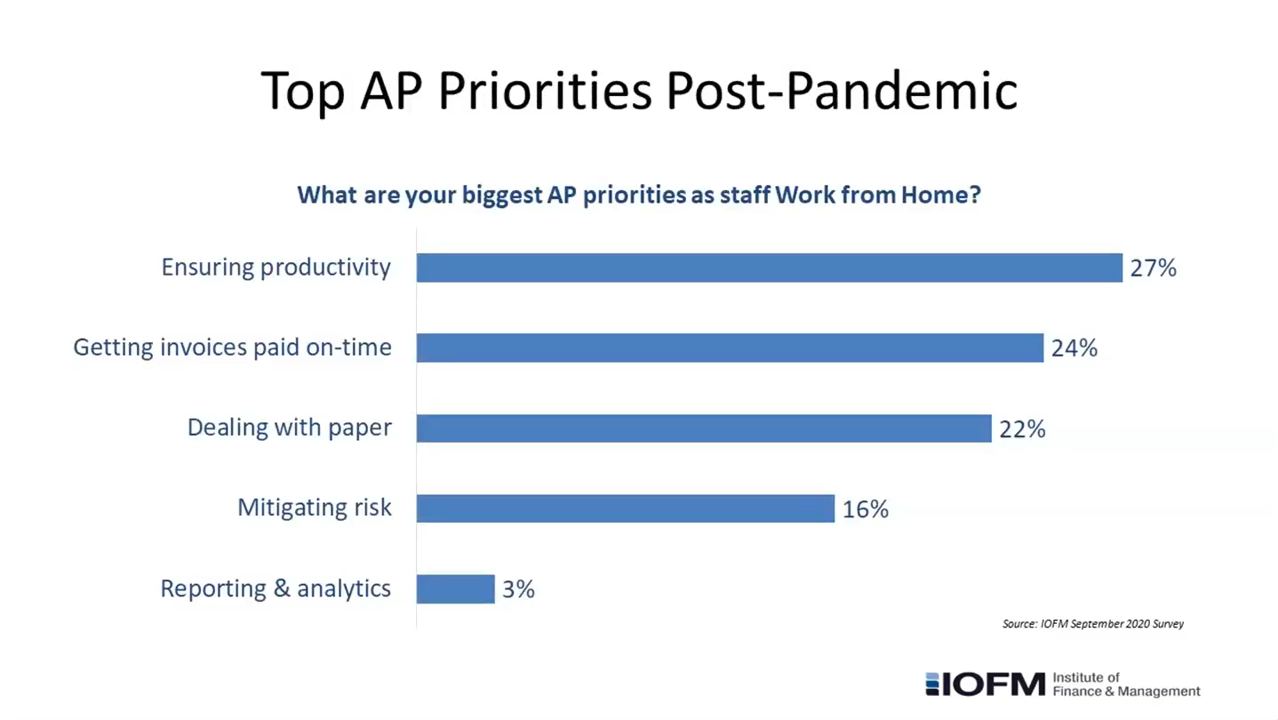 Top AP Priorities Post-Pandemic
What are your biggest AP priorities as staff Work from Home?
Ensuring productivity 27%
Getting invoices paid on-time 24%
Dealing with paper 22%
Mitigating risk 16%
Reporting & analytics 3%
Source: IOFM September 2020 Survey
IOFM Institute of
Finance & Management